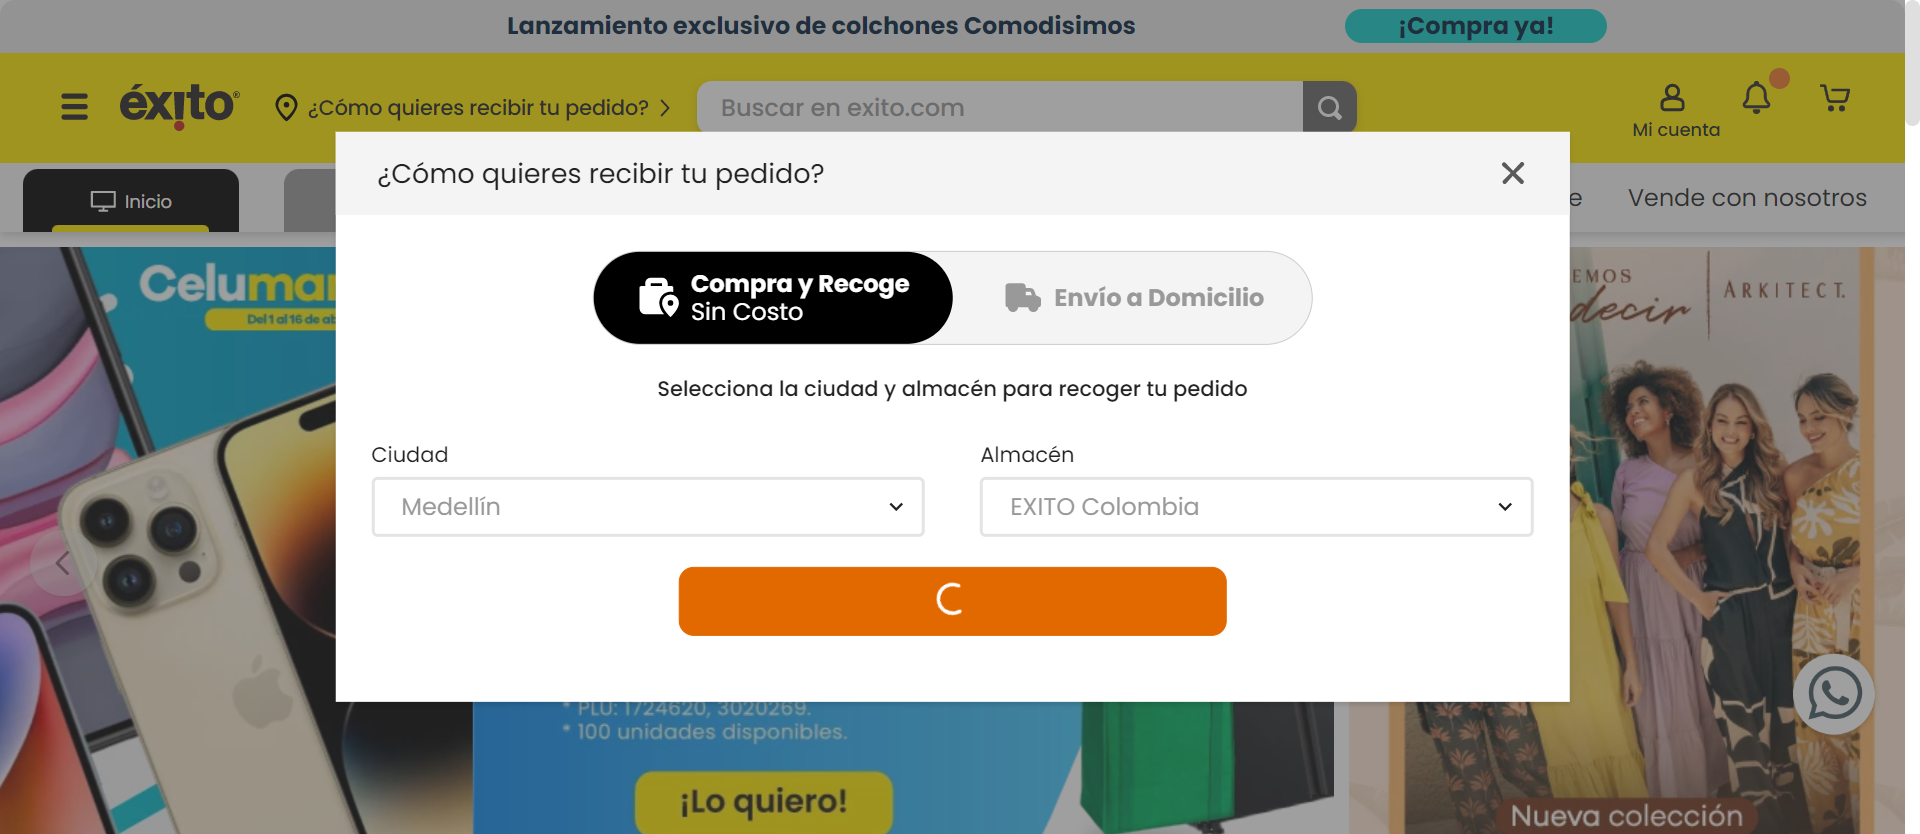 Lanzamiento exclusivo de colchones Comodisimos
¡Compra ya!
éxito
¿Cómo quieres recibir tu pedido?
Buscar en exito.com
Mi cuenta
Inicio
Vende con nosotros
¿Cómo quieres recibir tu pedido?
Compra y Recoge
Sin Costo
Envío a Domicilio
Selecciona la ciudad y almacén para recoger tu pedido
Ciudad
Almacén
Medellín
EXITO Colombia
Del 1 al 16 de
decir
ARKITECT.
* PLU: 1724620, 3020269.
* 100 unidades disponibles.
¡Lo quiero!
Nueva colección